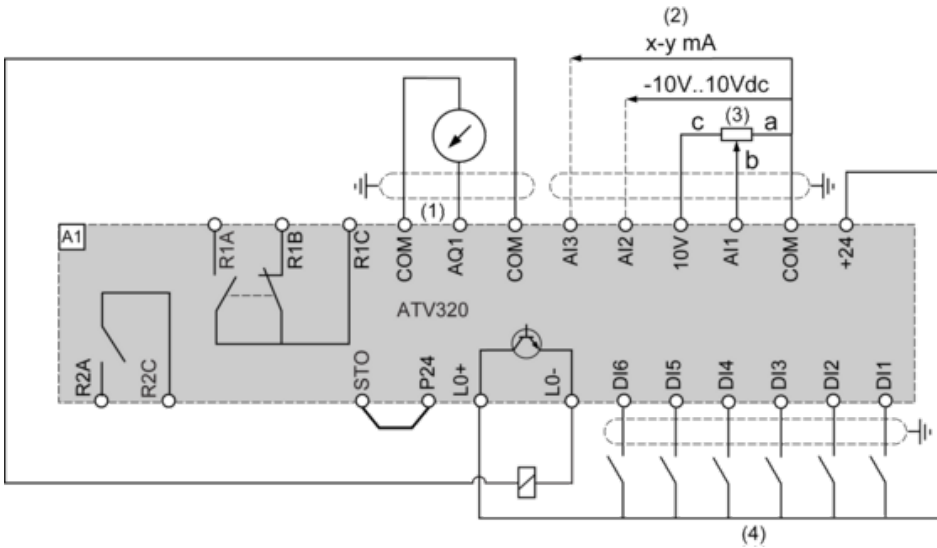 (2)
x-y mA
-10V..10Vdc
c
(3)
a
b
(1)
A1
R1A
R1B
R1C
COM
AQ1
COM
AI3
AI2
10V
AI1
COM
+24
ATV320
R2A
R2C
STO
P24
L0+
L0-
DI6
DI5
DI4
DI3
DI2
DI1
(4)